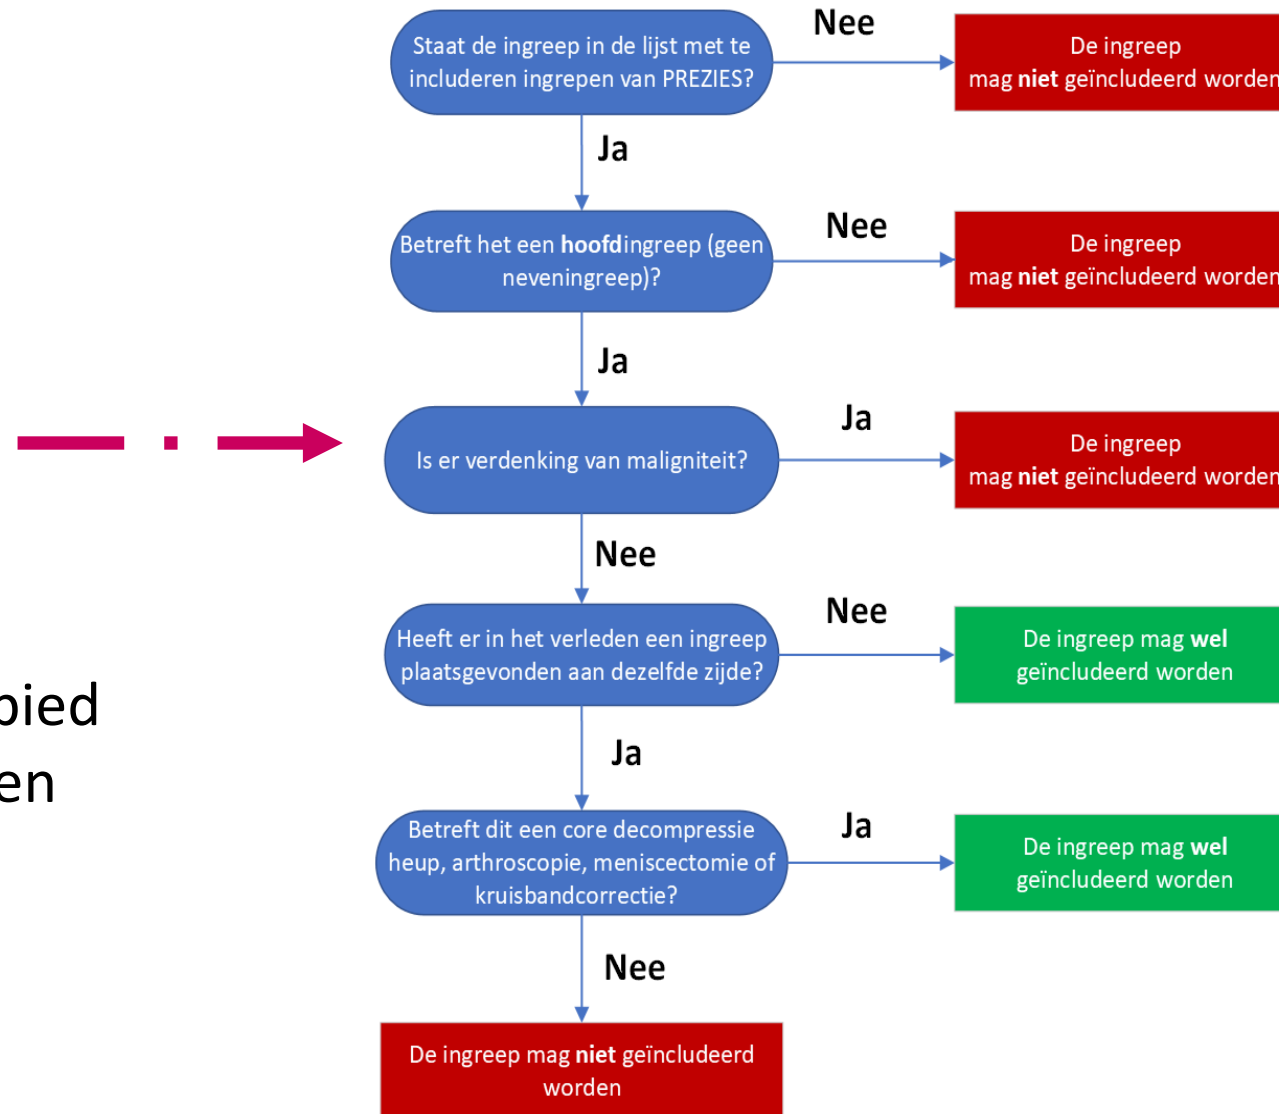 Staat de ingreep in de lijst met te
includeren ingrepen van PREZIES?
Nee
De ingreep
mag niet geïncludeerd worden
Ja
Betreft het een hoofdingreep (geen
neveningreep)?
Nee
De ingreep
mag niet geïncludeerd worden
Ja
Is er verdenking van maligniteit?
Ja
De ingreep
mag niet geïncludeerd worden
Nee
Heeft er in het verleden een ingreep
plaatsgevonden aan dezelfde zijde?
Nee
De ingreep mag wel
geïncludeerd worden
Ja
Betreft dit een core decompressie
heup, arthroscopie, meniscectomie of
kruisbandcorrectie?
Ja
De ingreep mag wel
geïncludeerd worden
Nee
De ingreep mag niet geïncludeerd
worden
en